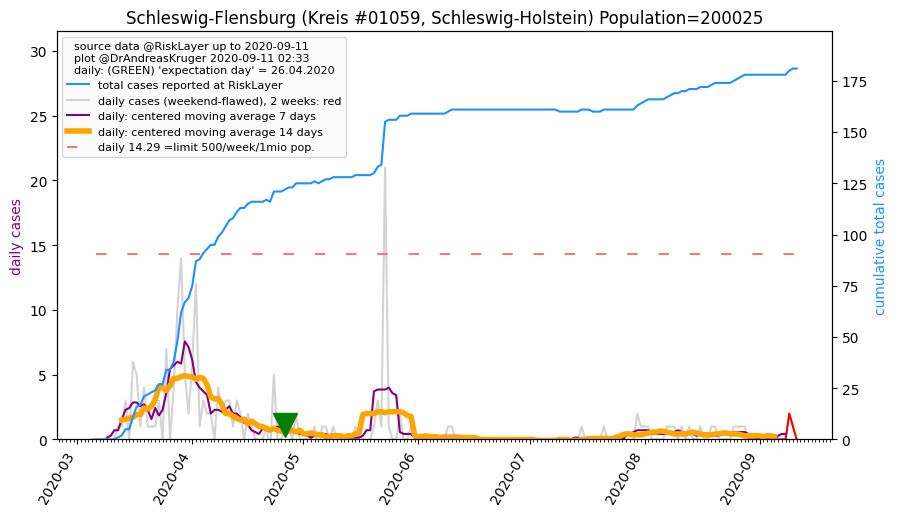 Schleswig-Flensburg (Kreis #01059, Schleswig-Holstein) Population=200025
source data @RiskLayer up to 2020-09-11
plot @DrAndreasKruger 2020-09-11 02:33
daily: (GREEN) 'expectation day' = 26.04.2020
total cases reported at RiskLayer
daily cases (weekend-flawed), 2 weeks: red
daily: centered moving average 7 days
daily: centered moving average 14 days
daily 14.29 =limit 500/week/1mio pop.
daily cases
30
25
20
15
10
5
0
cumulative total cases
175
150
125
100
75
50
25
0
2020-03
2020-04
2020-05
2020-06
2020-07
2020-08
2020-09